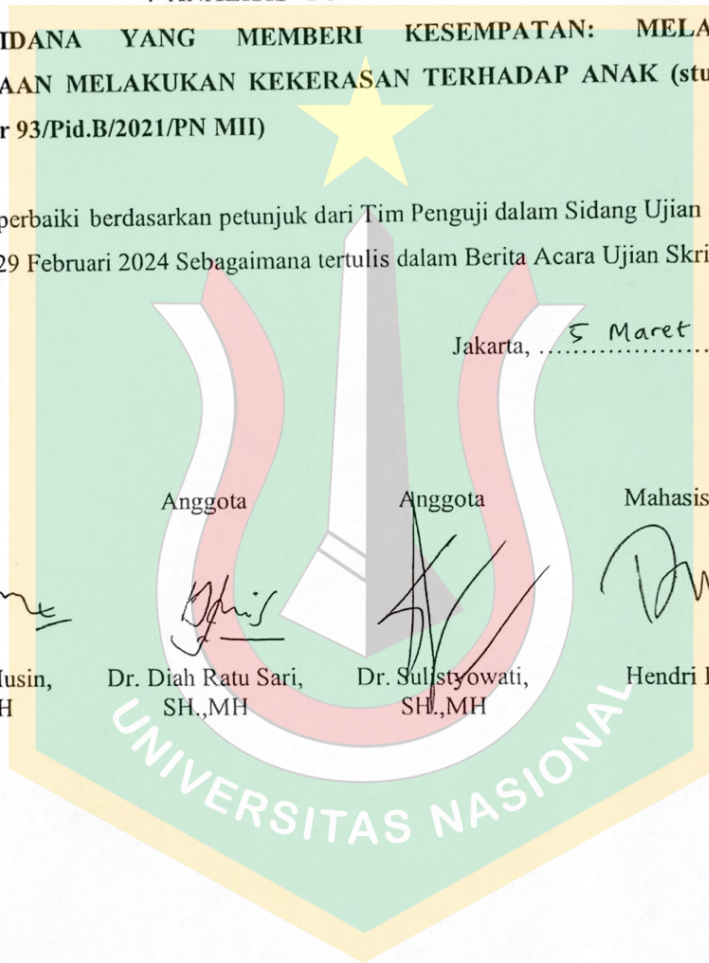 ANALISIS
IDANA YANG MEMBERI KESEMPATAN: MELA
AAN MELAKUKAN KEKERASAN TERHADAP ANAK (stu
r 93/Pid.B/2021/PN MII)
perbaiki berdasarkan petunjuk dari Tim Penguji dalam Sidang Ujian
29 Februari 2024 Sebagaimana tertulis dalam Berita Acara Ujian Skri
Jakarta, 5 Maret
Anggota Anggota Mahasis
usin, Dr. Diah Ratu Sari, Dr. Sulistyowati, Hendri
H SH.,MH SH.,MH
UNIVERSITAS NASIONAL